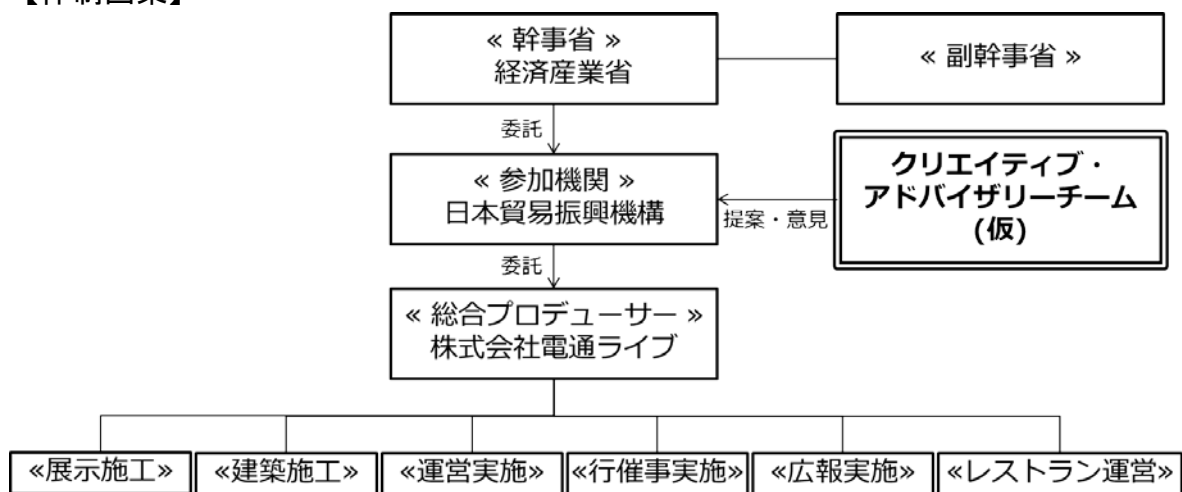 « 幹事省 »
経済産業省
« 副幹事省 »
委託
« 参加機関 »
日本貿易振興機構
クリエイティブ・
アドバイザリーチーム
(仮)
提案・意見
委託
« 総合プロデューサー »
株式会社電通ライブ
«展示施工»
«建築施工»
«運営実施»
«行催事実施»
«広報実施»
«レストラン運営»